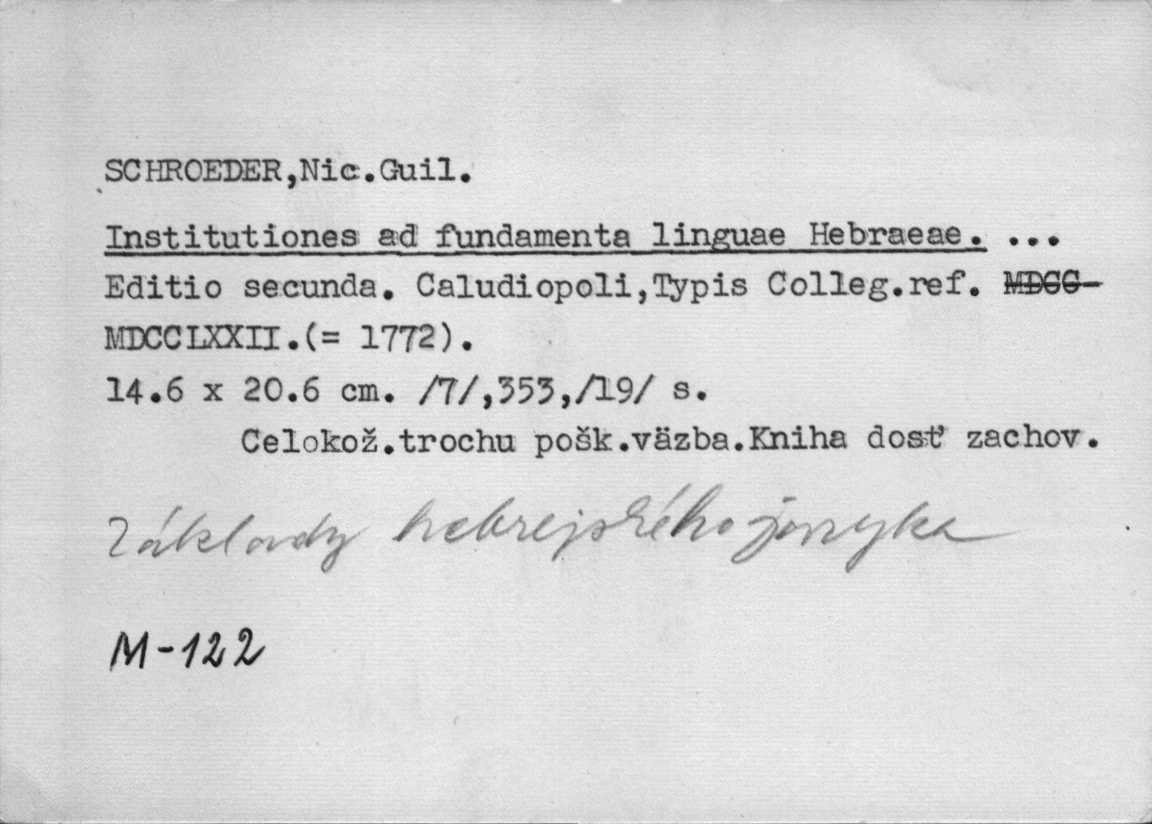 SCHROEDER,Nic.Guil.
Institutiones ad fundamenta linguae Hebraeae. ...
Editio secunda. Caludiopoli,Typis Colleg.ref. MDCC-
MDCCLXXII.(= 1772).
14.6 x 20.6 cm. /7/,353,/19/ s.
Celokož.trochu pošk.väzba.Kniha dosť zachov.
Základy hebrejského jazyka
M-122